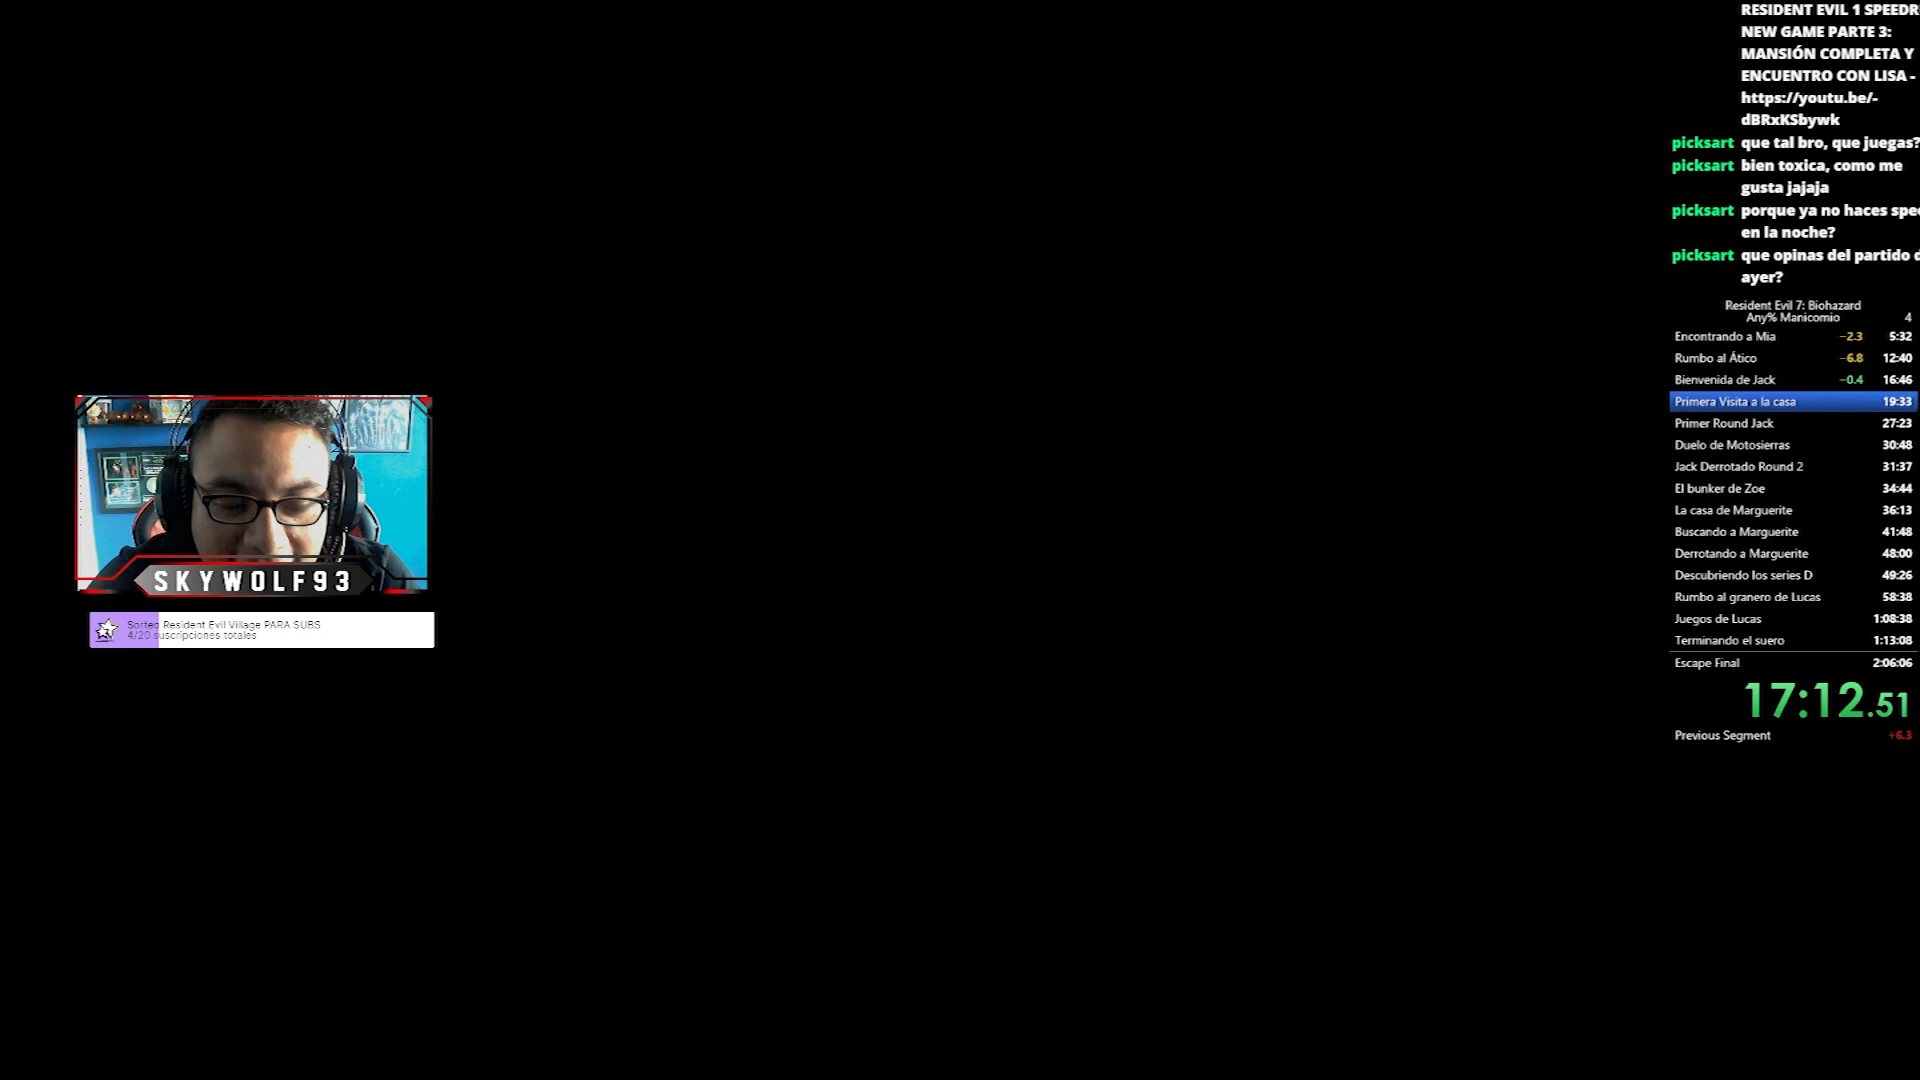 RESIDENT EVIL 1 SPEEDR
NEW GAME PARTE 3:
MANSIÓN COMPLETA Y
ENCUENTRO CON LISA -
https://youtu.be/-
dBRxKSbywk
picksart que tal bro, que juegas?
picksart bien toxica, como me
gusta jajaja
picksart porque ya no haces spee
en la noche?
picksart que opinas del partido d
ayer?
Resident Evil 7: Biohazard
Any% Manicomio 4
Encontrando a Mia −2.3 5:32
Rumbo al Ático −6.8 12:40
Bienvenida de Jack −0.4 16:46
Primera Visita a la casa 19:33
Primer Round Jack 27:23
Duelo de Motosierras 30:48
Jack Derrotado Round 2 31:37
El bunker de Zoe 34:44
La casa de Marguerite 36:13
Buscando a Marguerite 41:48
Derrotando a Marguerite 48:00
Descubriendo los series D 49:26
Rumbo al granero de Lucas 58:38
Juegos de Lucas 1:08:38
Terminando el suero 1:13:08
Escape Final 2:06:06
17:12.51
Previous Segment +6.3
SKYWOLF93
Sorteo Resident Evil Village PARA SUBS
4/20 suscripciones totales